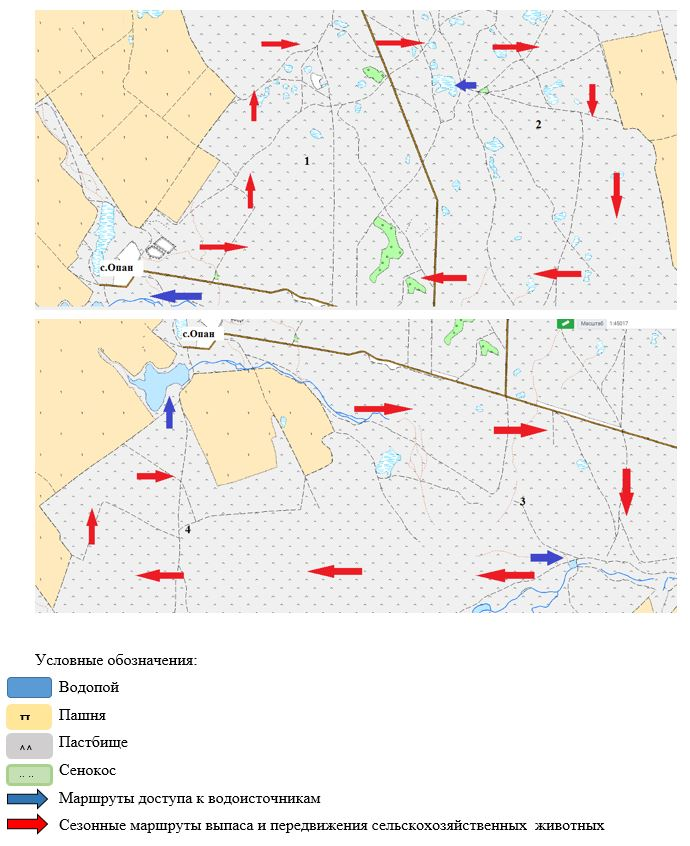 1
2
с.Опан
с.Опан
Масштаб 1:45017
3
4
Условные обозначения:
Водопой
Пашня
Пастбище
Сенокос
Маршруты доступа к водоисточникам
Сезонные маршруты выпаса и передвижения сельскохозяйственных животных